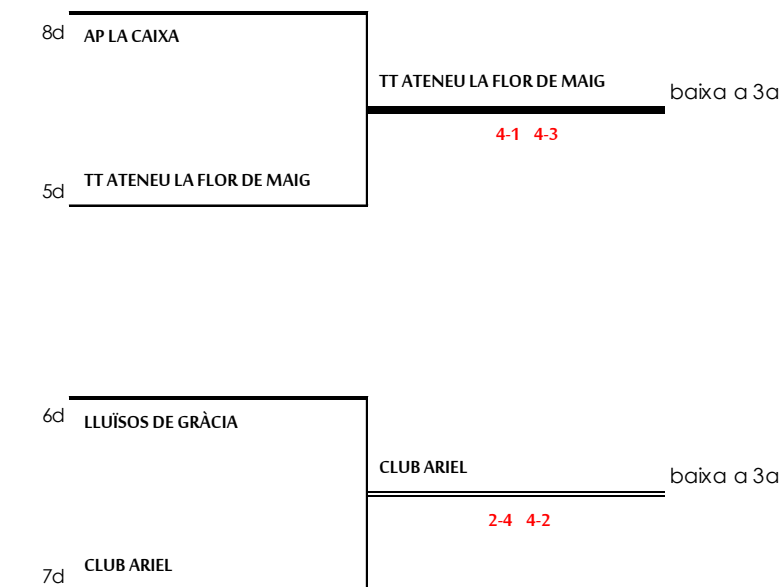 8d AP LA CAIXA
TT ATENEU LA FLOR DE MAIG baixa a 3a
4-1 4-3
5d TT ATENEU LA FLOR DE MAIG
6d LLUÏSOS DE GRÀCIA
CLUB ARIEL baixa a 3a
2-4 4-2
7d CLUB ARIEL